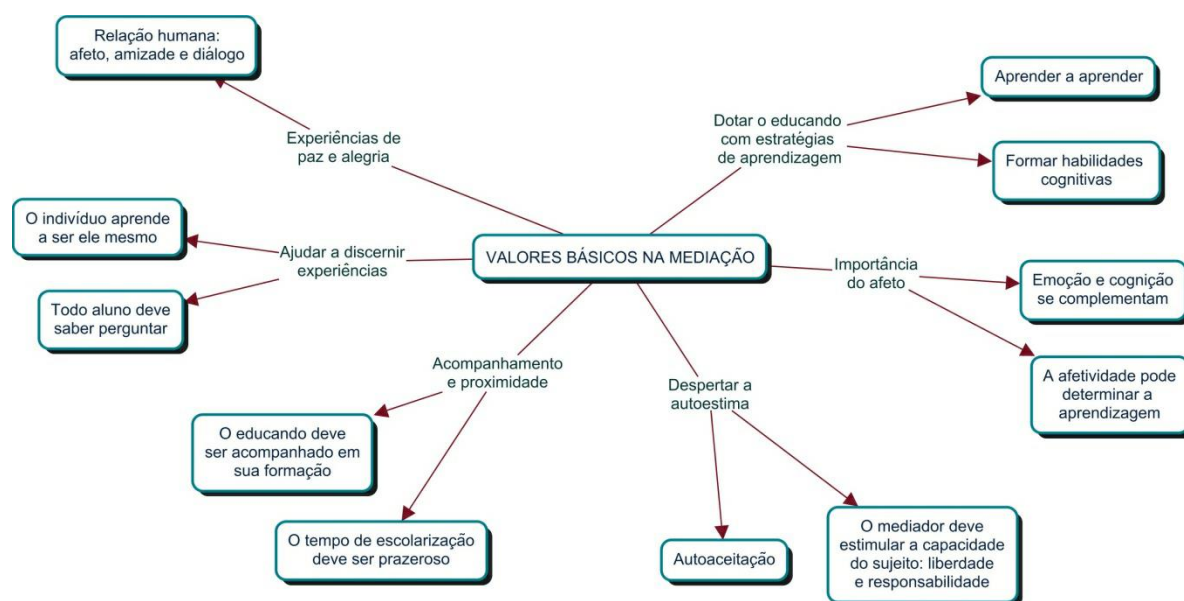 Relação humana:
afeto, amizade e diálogo
Experiências de
paz e alegria
Dotar o educando
com estratégias
de aprendizagem
Aprender a aprender
Formar habilidades
cognitivas
O indivíduo aprende
a ser ele mesmo
Ajudar a discernir
experiências
Todo aluno deve
saber perguntar
VALORES BÁSICOS NA MEDIAÇÃO
Importância
do afeto
Emoção e cognição
se complementam
A afetividade pode
determinar a
aprendizagem
Acompanhamento
e proximidade
O educando deve
ser acompanhado em
sua formação
O tempo de escolarização
deve ser prazeroso
Despertar a
autoestima
Autoaceitação
O mediador deve
estimular a capacidade
do sujeito: liberdade
e responsabilidade